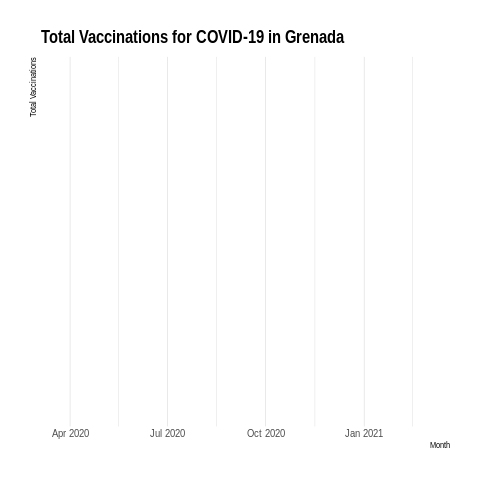 Total Vaccinations for COVID-19 in Grenada
Total Vaccinations
Apr 2020
Jul 2020
Oct 2020
Jan 2021
Month